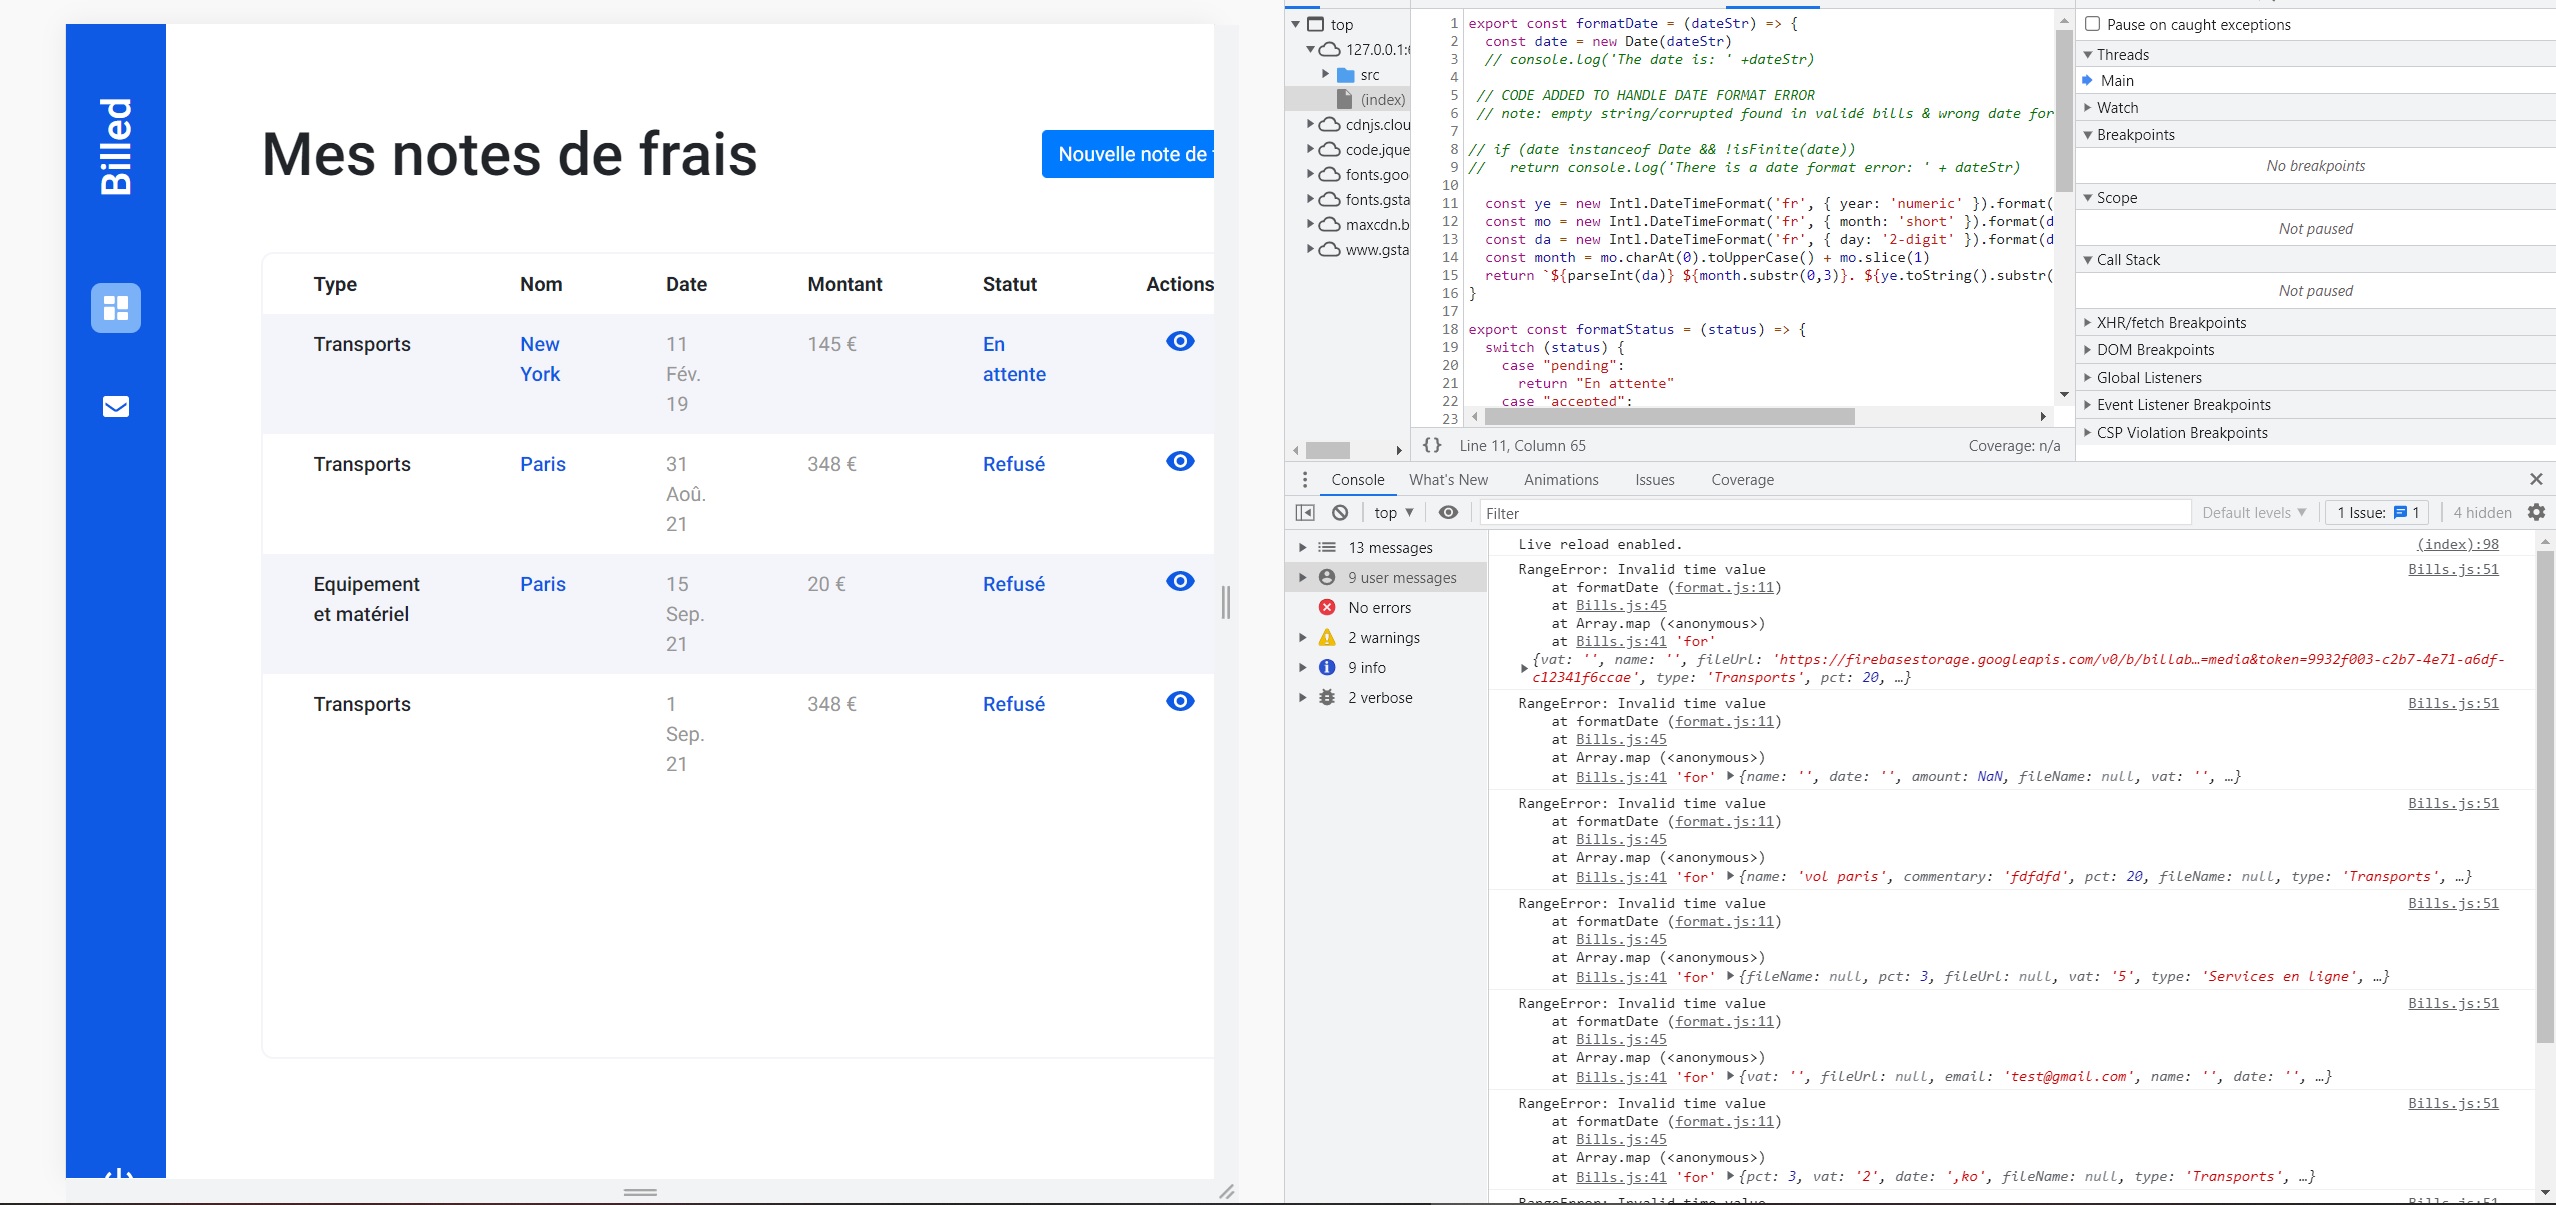 Billed
Mes notes de frais
Nouvelle note de
Type Nom Date Montant Statut Actions
Transports New York 11 Fév. 19 145 € En attente
Transports Paris 31 Aoû. 21 348 € Refusé
Equipement et matériel Paris 15 Sep. 21 20 € Refusé
Transports 1 Sep. 21 348 € Refusé
top
127.0.0.1:
src
(index)
cdnjs.clou
code.jque
fonts.goo
fonts.gsta
maxcdn.b
www.gsta
1 export const formatDate = (dateStr) => {
2 const date = new Date(dateStr)
3 // console.log('The date is: ' +dateStr)
4
5 // CODE ADDED TO HANDLE DATE FORMAT ERROR
6 // note: empty string/corrupted found in validé bills & wrong date for
7
8 // if (date instanceof Date && !isFinite(date))
9 // return console.log('There is a date format error: ' + dateStr)
10
11 const ye = new Intl.DateTimeFormat('fr', { year: 'numeric' }).format(
12 const mo = new Intl.DateTimeFormat('fr', { month: 'short' }).format(d
13 const da = new Intl.DateTimeFormat('fr', { day: '2-digit' }).format(d
14 const month = mo.charAt(0).toUpperCase() + mo.slice(1)
15 return `${parseInt(da)} ${month.substr(0,3)}. ${ye.toString().substr(
16 }
17
18 export const formatStatus = (status) => {
19 switch (status) {
20 case "pending":
21 return "En attente"
22 case "accepted":
23
{} Line 11, Column 65 Coverage: n/a
Pause on caught exceptions
Threads
Main
Watch
Breakpoints
No breakpoints
Scope
Not paused
Call Stack
Not paused
XHR/fetch Breakpoints
DOM Breakpoints
Global Listeners
Event Listener Breakpoints
CSP Violation Breakpoints
Console What's New Animations Issues Coverage
top Filter Default levels 1 Issue: 1 4 hidden
13 messages
9 user messages
No errors
2 warnings
9 info
2 verbose
Live reload enabled. (index):98
RangeError: Invalid time value Bills.js:51
at formatDate (format.js:11)
at Bills.js:45
at Array.map (<anonymous>)
at Bills.js:41 'for'
{vat: '', name: '', fileUrl: 'https://firebasestorage.googleapis.com/v0/b/billab…=media&token=9932f003-c2b7-4e71-a6df-
c12341f6ccae', type: 'Transports', pct: 20, …}
RangeError: Invalid time value Bills.js:51
at formatDate (format.js:11)
at Bills.js:45
at Array.map (<anonymous>)
at Bills.js:41 'for' {name: '', date: '', amount: NaN, fileName: null, vat: '', …}
RangeError: Invalid time value Bills.js:51
at formatDate (format.js:11)
at Bills.js:45
at Array.map (<anonymous>)
at Bills.js:41 'for' {name: 'vol paris', commentary: 'fdfdfd', pct: 20, fileName: null, type: 'Transports', …}
RangeError: Invalid time value Bills.js:51
at formatDate (format.js:11)
at Bills.js:45
at Array.map (<anonymous>)
at Bills.js:41 'for' {fileName: null, pct: 3, fileUrl: null, vat: '5', type: 'Services en ligne', …}
RangeError: Invalid time value Bills.js:51
at formatDate (format.js:11)
at Bills.js:45
at Array.map (<anonymous>)
at Bills.js:41 'for' {vat: '', fileUrl: null, email: 'test@gmail.com', name: '', date: '', …}
RangeError: Invalid time value Bills.js:51
at formatDate (format.js:11)
at Bills.js:45
at Array.map (<anonymous>)
at Bills.js:41 'for' {pct: 3, vat: '2', date: ',ko', fileName: null, type: 'Transports', …}
RangeError: Invalid time value Bills.js:51